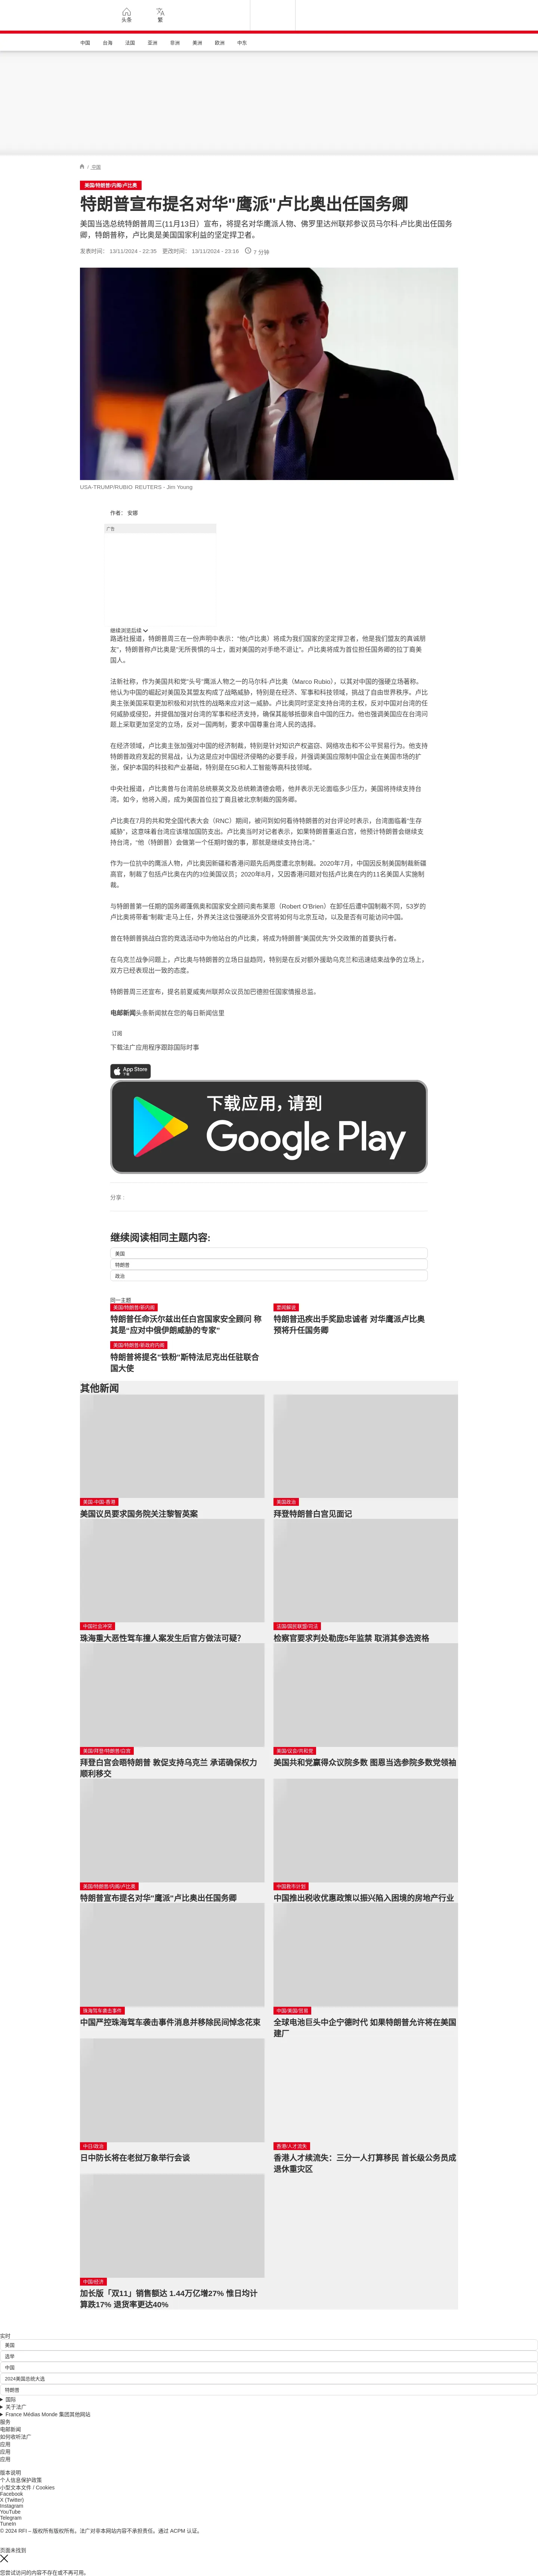 头条
繁
中国
台海
法国
亚洲
非洲
美洲
欧洲
中东
/ 中国
美国/特朗普/内阁/卢比奥
特朗普宣布提名对华"鹰派"卢比奥出任国务卿
美国当选总统特朗普周三(11月13日）宣布，将提名对华鹰派人物、佛罗里达州联邦参议员马尔科·卢比奥出任国务卿，特朗普称，卢比奥是美国国家利益的坚定捍卫者。
发表时间： 13/11/2024 - 22:35 更改时间： 13/11/2024 - 23:16 7 分钟
USA-TRUMP/RUBIO REUTERS - Jim Young
作者： 安娜
广告
继续浏览后续
路透社报道，特朗普周三在一份声明中表示: “他(卢比奥）将成为我们国家的坚定捍卫者，他是我们盟友的真诚朋友”，特朗普称卢比奥是“无所畏惧的斗士，面对美国的对手绝不退让”。卢比奥将成为首位担任国务卿的拉丁裔美国人。
法新社称，作为美国共和党“头号”鹰派人物之一的马尔科·卢比奥（Marco Rubio），以其对中国的强硬立场著称。他认为中国的崛起对美国及其盟友构成了战略威胁，特别是在经济、军事和科技领域，挑战了自由世界秩序。卢比奥主张美国采取更加积极和对抗性的战略来应对这一威胁。卢比奥同时坚定支持台湾的主权，反对中国对台湾的任何威胁或侵犯，并提倡加强对台湾的军事和经济支持，确保其能够抵御来自中国的压力。他也强调美国应在台湾问题上采取更加坚定的立场，反对一国两制，要求中国尊重台湾人民的选择。
在经济领域，卢比奥主张加强对中国的经济制裁，特别是针对知识产权盗窃、网络攻击和不公平贸易行为。他支持特朗普政府发起的贸易战，认为这是应对中国经济侵略的必要手段，并强调美国应限制中国企业在美国市场的扩张，保护本国的科技和产业基础，特别是在5G和人工智能等高科技领域。
中央社报道，卢比奥曾与台湾前总统蔡英文及总统赖清德会晤，他并表示无论面临多少压力，美国将持续支持台湾。如今，他将入阁，成为美国首位拉丁裔且被北京制裁的国务卿。
卢比奥在7月的共和党全国代表大会（RNC）期间，被问到如何看待特朗普的对台评论时表示，台湾面临着“生存威胁”，这意味着台湾应该增加国防支出。卢比奥当时对记者表示，如果特朗普重返白宫，他预计特朗普会继续支持台湾，“他（特朗普）会做第一个任期时做的事，那就是继续支持台湾。”
作为一位抗中的鹰派人物，卢比奥因新疆和香港问题先后两度遭北京制裁。2020年7月，中国因反制美国制裁新疆高官，制裁了包括卢比奥在内的3位美国议员；2020年8月，又因香港问题对包括卢比奥在内的11名美国人实施制裁。
与特朗普第一任期的国务卿蓬佩奥和国家安全顾问奥布莱恩（Robert O'Brien）在卸任后遭中国制裁不同，53岁的卢比奥将带着“制裁”走马上任，外界关注这位强硬派外交官将如何与北京互动，以及是否有可能访问中国。
曾在特朗普挑战白宫的竞选活动中为他站台的卢比奥，将成为特朗普“美国优先”外交政策的首要执行者。
在乌克兰战争问题上，卢比奥与特朗普的立场日益趋同，特别是在反对额外援助乌克兰和迅速结束战争的立场上，双方已经表现出一致的态度。
特朗普周三还宣布，提名前夏威夷州联邦众议员加巴德担任国家情报总监。
电邮新闻头条新闻就在您的每日新闻信里
订阅
下载法广应用程序跟踪国际时事
App Store
下载
下载应用，请到
Google Play
分享 :
继续阅读相同主题内容:
美国
特朗普
政治
同一主题
美国/特朗普/新内阁
特朗普任命沃尔兹出任白宫国家安全顾问 称其是“应对中俄伊朗威胁的专家”
要闻解说
特朗普迅疾出手奖励忠诚者 对华鹰派卢比奥预将升任国务卿
美国/特朗普/新政府内阁
特朗普将提名“铁粉”斯特法尼克出任驻联合国大使
其他新闻
美国-中国-香港
美国议员要求国务院关注黎智英案
美国政治
拜登特朗普白宫见面记
中国社会冲突
珠海重大恶性驾车撞人案发生后官方做法可疑？
法国/国民联盟/司法
检察官要求判处勒庞5年监禁 取消其参选资格
美国/拜登/特朗普/白宫
拜登白宫会晤特朗普 敦促支持乌克兰 承诺确保权力顺利移交
美国/议会/共和党
美国共和党赢得众议院多数 图恩当选参院多数党领袖
美国/特朗普/内阁/卢比奥
特朗普宣布提名对华"鹰派"卢比奥出任国务卿
中国救市计划
中国推出税收优惠政策以振兴陷入困境的房地产行业
珠海驾车袭击事件
中国严控珠海驾车袭击事件消息并移除民间悼念花束
中国/美国/贸易
全球电池巨头中企宁德时代 如果特朗普允许将在美国建厂
中日/政治
日中防长将在老挝万象举行会谈
香港/人才流失
香港人才续流失：三分一人打算移民 首长级公务员成退休重灾区
中国/经济
加长版「双11」销售额达 1.44万亿增27% 惟日均计算跌17% 退货率更达40%
实时
美国
选举
中国
2024美国总统大选
特朗普
国际
关于法广
France Médias Monde 集团其他网站
服务
电邮新闻
如何收听法广
应用
应用
应用
版本说明
个人信息保护政策
小型文本文件 / Cookies
Facebook
X (Twitter)
Instagram
YouTube
Telegram
TuneIn
© 2024 RFI – 版权所有版权所有。法广对非本网站内容不承担责任。通过 ACPM 认证。
页面未找到
您尝试访问的内容不存在或不再可用。